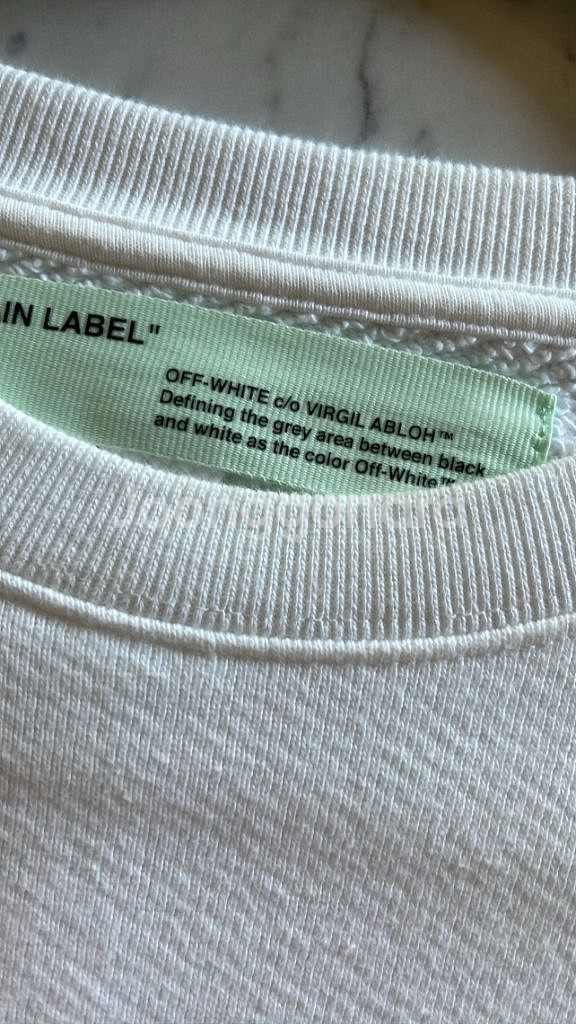 IN LABEL"
OFF-WHITE c/o VIRGIL ABLOH™
Defining the grey area between black
and white as the color Off-White™
Joonggonara